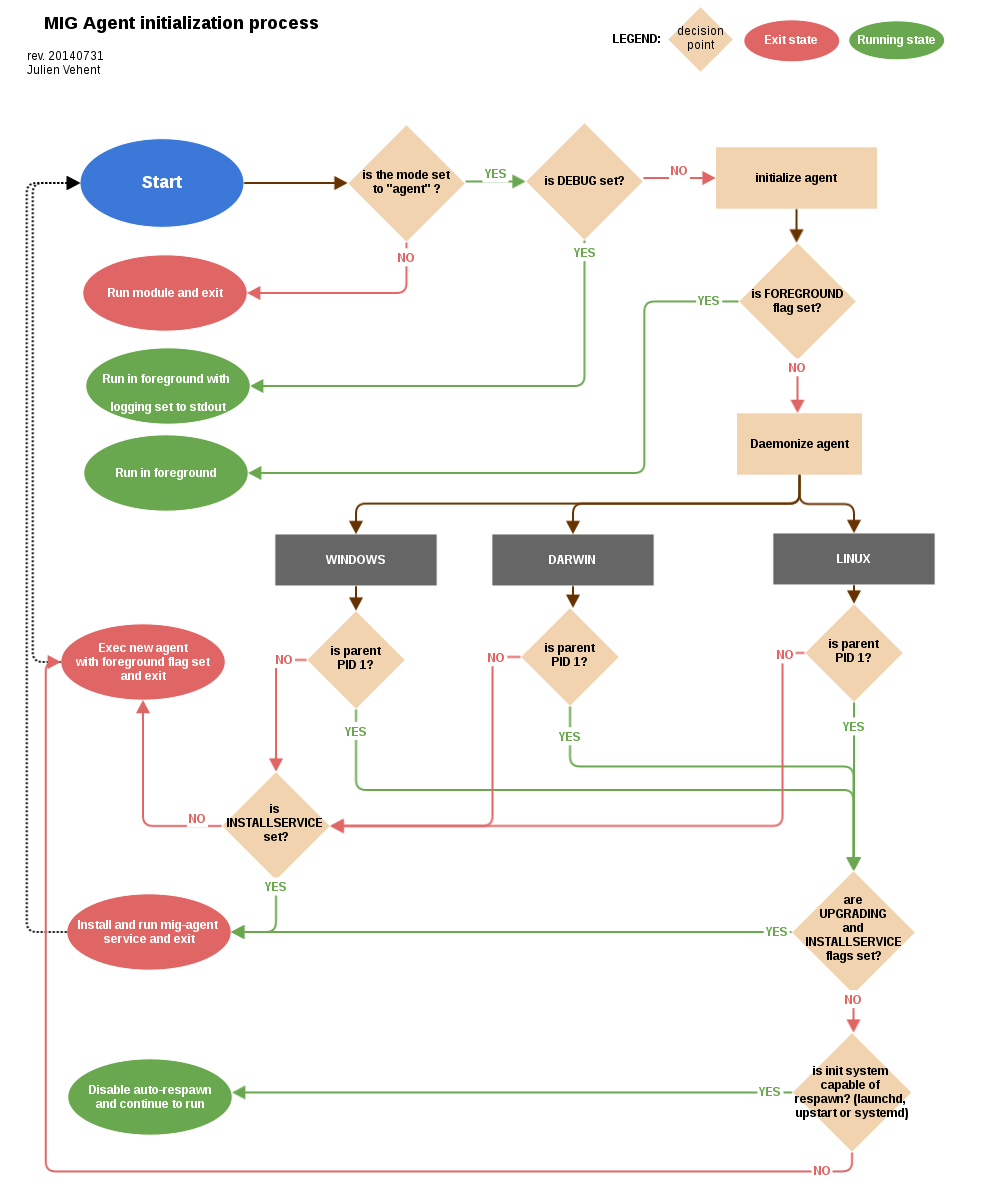 MIG Agent initialization process
rev. 20140731
Julien Vehent
LEGEND:
decision
point
Exit state
Running state
Start
is the mode set
to "agent" ?
YES
is DEBUG set?
NO
initialize agent
NO
YES
Run module and exit
is FOREGROUND
flag set?
YES
NO
Run in foreground with
logging set to stdout
Run in foreground
Daemonize agent
WINDOWS
DARWIN
LINUX
Exec new agent
with foreground flag set
and exit
is parent
PID 1?
is parent
PID 1?
is parent
PID 1?
NO
NO
NO
YES
YES
YES
is
INSTALLSERVICE
set?
NO
YES
Install and run mig-agent
service and exit
YES
are
UPGRADING
and
INSTALLSERVICE
flags set?
NO
Disable auto-respawn
and continue to run
YES
is init system
capable of
respawn? (launchd,
upstart or systemd)
NO